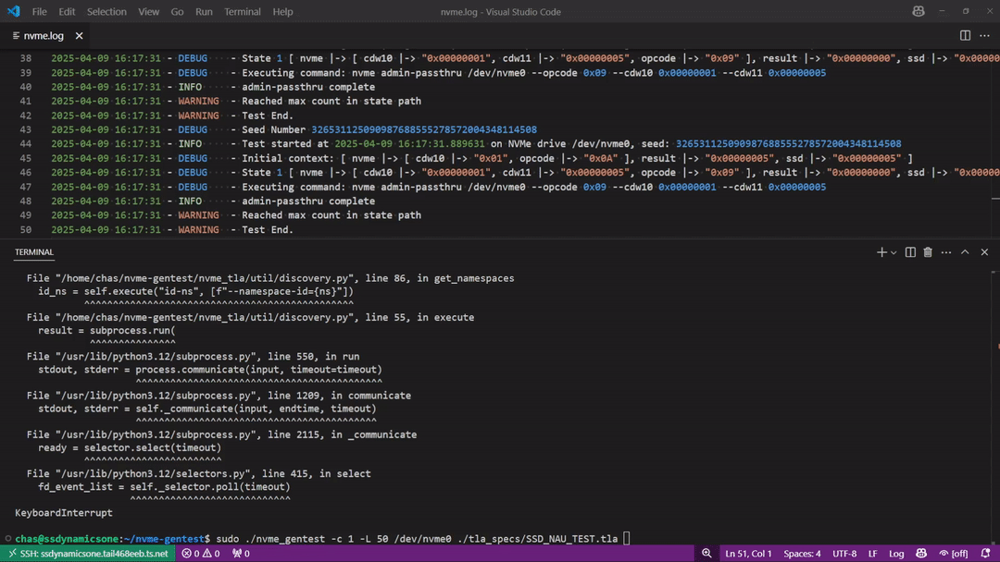 File Edit Selection View Go Run Terminal Help
nvme.log - Visual Studio Code
nvme.log
38 2025-04-09 16:17:31 - DEBUG - State 1 [ nvme |-> [ cdw10 |-> "0x00000001", cdw11 |-> "0x00000005", opcode |-> "0x09" ], result |-> "0x00000000", ssd |-> "0x0000
39 2025-04-09 16:17:31 - DEBUG - Executing command: nvme admin-passthru /dev/nvme0 --opcode 0x09 --cdw10 0x00000001 --cdw11 0x00000005
40 2025-04-09 16:17:31 - INFO - admin-passthru complete
41 2025-04-09 16:17:31 - WARNING - Reached max count in state path
42 2025-04-09 16:17:31 - WARNING - Test End.
43 2025-04-09 16:17:31 - DEBUG - Seed Number 326531125090987688555278572004348114508
44 2025-04-09 16:17:31 - INFO - Test started at 2025-04-09 16:17:31.889631 on NVMe drive /dev/nvme0, seed: 326531125090987688555278572004348114508
45 2025-04-09 16:17:31 - DEBUG - Initial context: [ nvme |-> [ cdw10 |-> "0x01", opcode |-> "0x0A" ], result |-> "0x00000005", ssd |-> "0x00000005" ]
46 2025-04-09 16:17:31 - DEBUG - State 1 [ nvme |-> [ cdw10 |-> "0x00000001", cdw11 |-> "0x00000005", opcode |-> "0x09" ], result |-> "0x00000000", ssd |-> "0x0000
47 2025-04-09 16:17:31 - DEBUG - Executing command: nvme admin-passthru /dev/nvme0 --opcode 0x09 --cdw10 0x00000001 --cdw11 0x00000005
48 2025-04-09 16:17:31 - INFO - admin-passthru complete
49 2025-04-09 16:17:31 - WARNING - Reached max count in state path
50 2025-04-09 16:17:31 - WARNING - Test End.
TERMINAL
File "/home/chas/nvme-gentest/nvme_tla/util/discovery.py", line 86, in get_namespaces
id_ns = self.execute("id-ns", [f"--namespace-id={ns}"])
^^^^^^^^^^^^^^^^^^^^^^^^^^^^^^^^^^^^^^^^^^^^^^^
File "/home/chas/nvme-gentest/nvme_tla/util/discovery.py", line 55, in execute
result = subprocess.run(
^^^^^^^^^^^^^^^
File "/usr/lib/python3.12/subprocess.py", line 550, in run
stdout, stderr = process.communicate(input, timeout=timeout)
^^^^^^^^^^^^^^^^^^^^^^^^^^^^^^^^^^^^^^^^^^^
File "/usr/lib/python3.12/subprocess.py", line 1209, in communicate
stdout, stderr = self._communicate(input, endtime, timeout)
^^^^^^^^^^^^^^^^^^^^^^^^^^^^^^^^^^^^^^^^^^
File "/usr/lib/python3.12/subprocess.py", line 2115, in _communicate
ready = selector.select(timeout)
^^^^^^^^^^^^^^^^^^^^^^^^
File "/usr/lib/python3.12/selectors.py", line 415, in select
fd_event_list = self._selector.poll(timeout)
^^^^^^^^^^^^^^^^^^^^^^^^^^^^
KeyboardInterrupt
chas@ssdynamicsone:~/nvme-gentest$ sudo ./nvme_gentest -c 1 -L 50 /dev/nvme0 ./tla_specs/SSD_NAU_TEST.tla
SSH: ssdynamicsone.tail468eeb.ts.net 0 0 0 Ln 51, Col 1 Spaces: 4 UTF-8 LF Log [off]